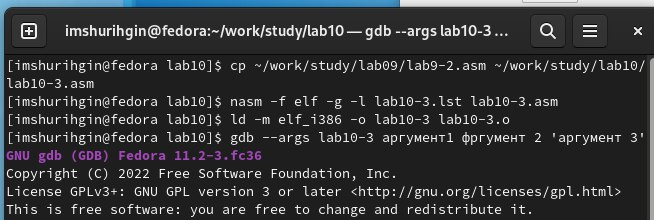 imshurihgin@fedora:~/work/study/lab10 — gdb --args lab10-3 ...
[imshurihgin@fedora lab10]$ cp ~/work/study/lab09/lab9-2.asm ~/work/study/lab10/
lab10-3.asm
[imshurihgin@fedora lab10]$ nasm -f elf -g -l lab10-3.lst lab10-3.asm
[imshurihgin@fedora lab10]$ ld -m elf_i386 -o lab10-3 lab10-3.o
[imshurihgin@fedora lab10]$ gdb --args lab10-3 аргумент1 фргумент 2 'аргумент 3'
GNU gdb (GDB) Fedora 11.2-3.fc36
Copyright (C) 2022 Free Software Foundation, Inc.
License GPLv3+: GNU GPL version 3 or later <http://gnu.org/licenses/gpl.html>
This is free software: you are free to change and redistribute it.